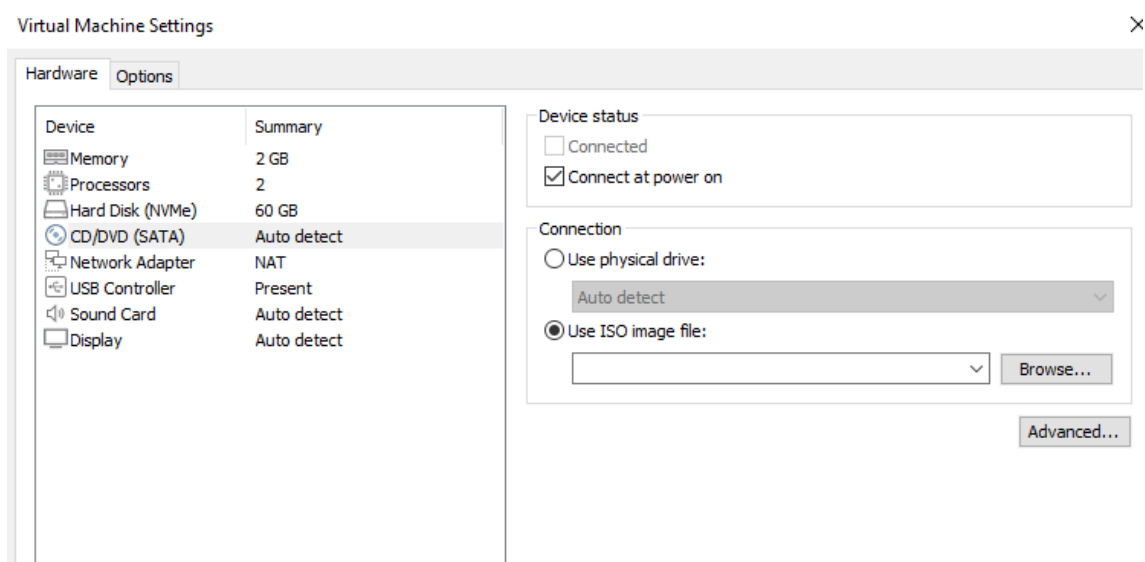 Virtual Machine Settings
Hardware Options
Device Summary
Memory 2 GB
Processors 2
Hard Disk (NVMe) 60 GB
CD/DVD (SATA) Auto detect
Network Adapter NAT
USB Controller Present
Sound Card Auto detect
Display Auto detect
Device status
Connected
Connect at power on
Connection
Use physical drive:
Auto detect
Use ISO image file:
Browse...
Advanced...